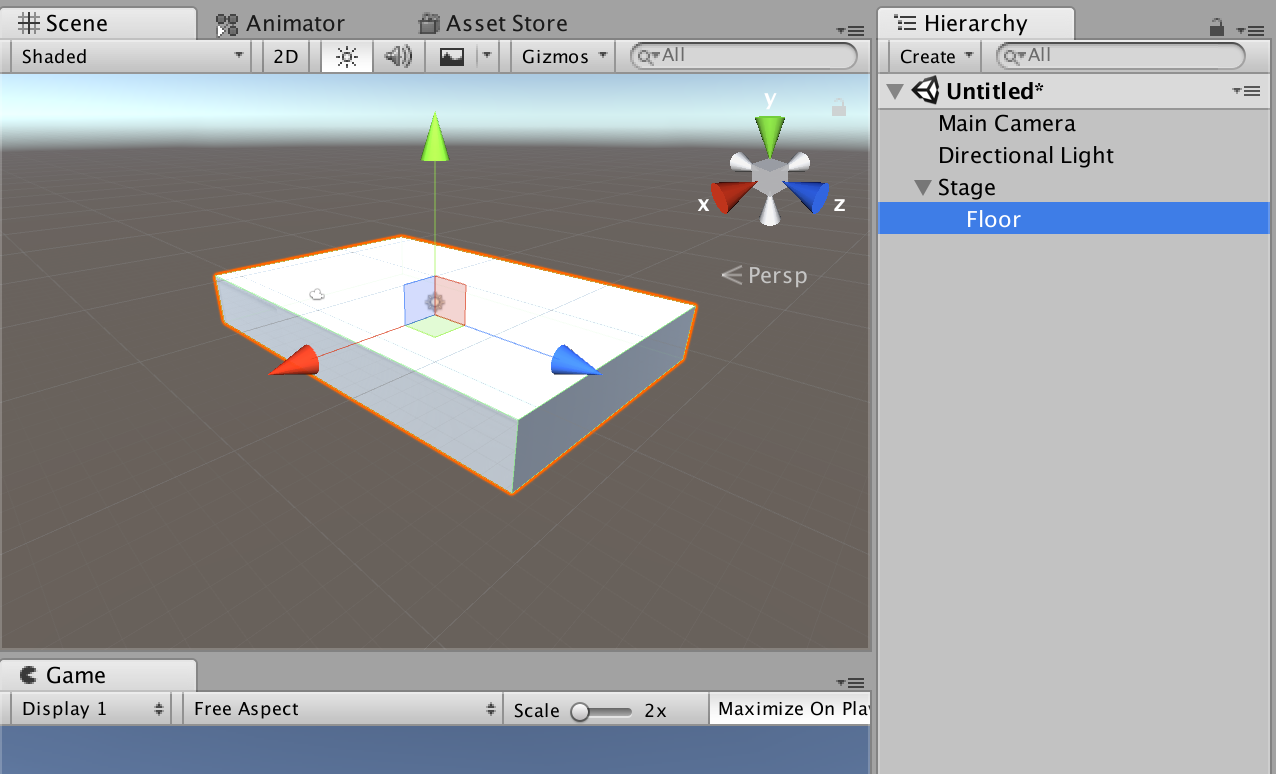 Scene Animator Asset Store
Shaded 2D Gizmos All
y
x z
Persp
Game
Display 1 Free Aspect Scale 2x Maximize On Pla
Hierarchy
Create All
Untitled*
Main Camera
Directional Light
Stage
Floor